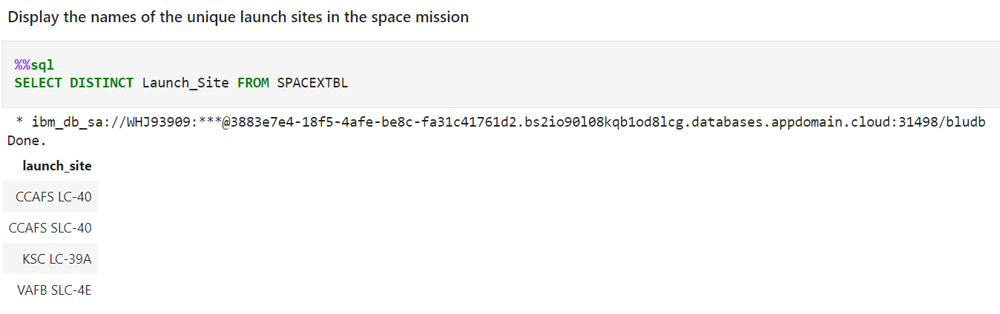 Display the names of the unique launch sites in the space mission
%%sql
SELECT DISTINCT Launch_Site FROM SPACEXTBL
* ibm_db_sa://WHJ93909:***@3883e7e4-18f5-4afe-be8c-fa31c41761d2.bs2io90l08kqb1od8lcg.databases.appdomain.cloud:31498/bludb
Done.
launch_site
CCAFS LC-40
CCAFS SLC-40
KSC LC-39A
VAFB SLC-4E